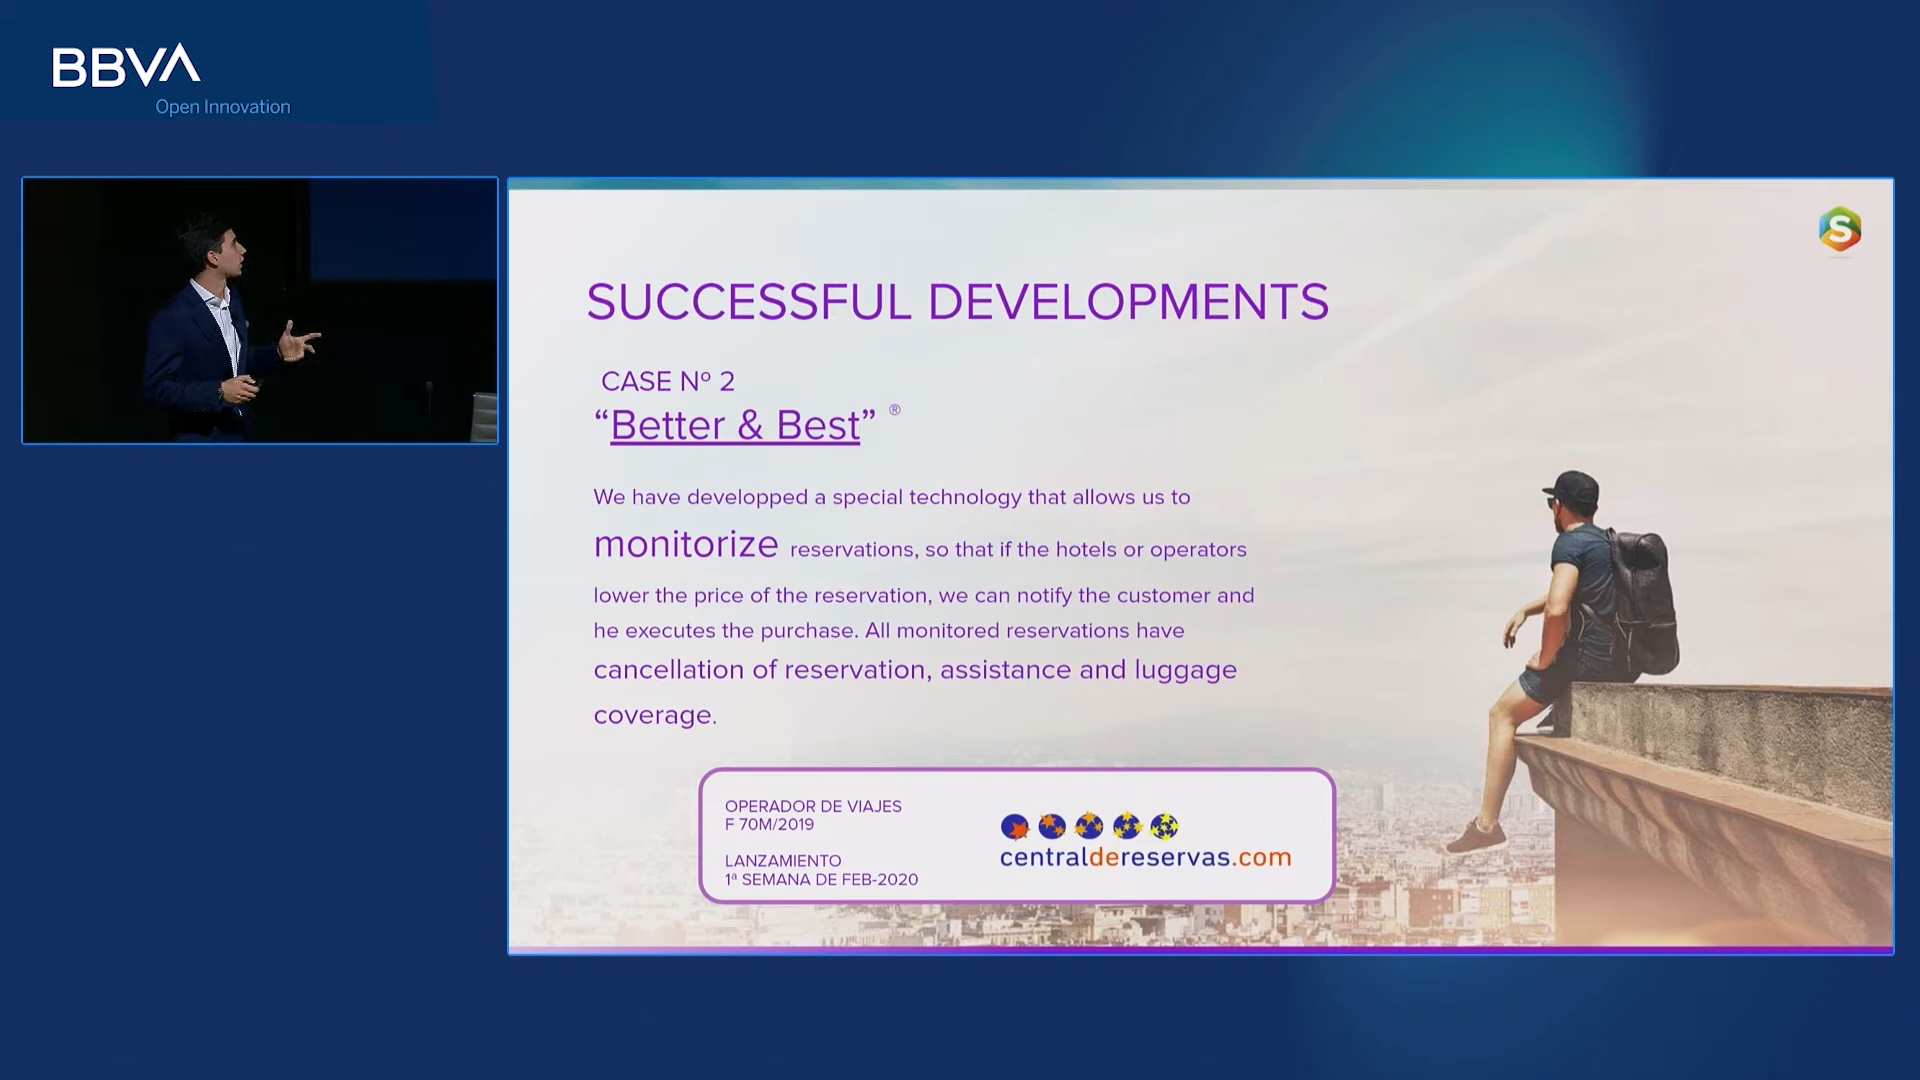 BBVA
Open Innovation
S
SUCCESSFUL DEVELOPMENTS
CASE Nº 2
“Better & Best” ®
We have developped a special technology that allows us to
monitorize reservations, so that if the hotels or operators
lower the price of the reservation, we can notify the customer and
he executes the purchase. All monitored reservations have
cancellation of reservation, assistance and luggage
coverage.
OPERADOR DE VIAJES
F 70M/2019
LANZAMIENTO
1ª SEMANA DE FEB-2020
centraldereservas.com